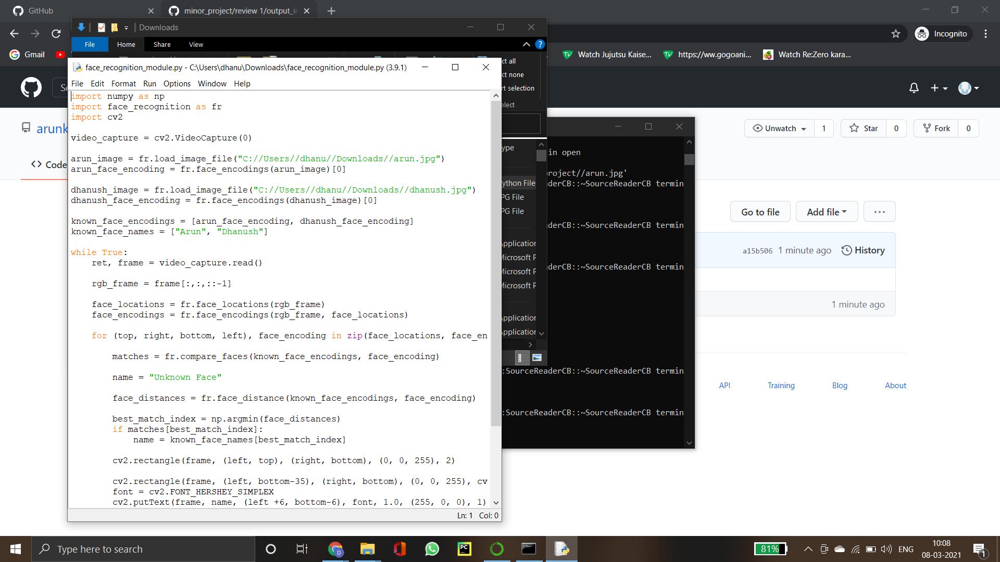 GitHub
minor_project/review 1/output_i
Downloads
File Home Share View
Incognito
Gmail
Watch Jujutsu Kaise...
https://ww.gogoani...
Watch Re:Zero kara...
face_recognition_module.py - C:\Users\dhanu\Downloads\face_recognition_module.py (3.9.1)
File Edit Format Run Options Window Help
import numpy as np
import face_recognition as fr
import cv2
video_capture = cv2.VideoCapture(0)
arun_image = fr.load_image_file("C://Users//dhanu//Downloads//arun.jpg")
arun_face_encoding = fr.face_encodings(arun_image)[0]
dhanush_image = fr.load_image_file("C://Users//dhanu//Downloads//dhanush.jpg")
dhanush_face_encoding = fr.face_encodings(dhanush_image)[0]
known_face_encodings = [arun_face_encoding, dhanush_face_encoding]
known_face_names = ["Arun", "Dhanush"]
while True:
ret, frame = video_capture.read()
rgb_frame = frame[:,:,::-1]
face_locations = fr.face_locations(rgb_frame)
face_encodings = fr.face_encodings(rgb_frame, face_locations)
for (top, right, bottom, left), face_encoding in zip(face_locations, face_en
matches = fr.compare_faces(known_face_encodings, face_encoding)
name = "Unknown Face"
face_distances = fr.face_distance(known_face_encodings, face_encoding)
best_match_index = np.argmin(face_distances)
if matches[best_match_index]:
name = known_face_names[best_match_index]
cv2.rectangle(frame, (left, top), (right, bottom), (0, 0, 255), 2)
cv2.rectangle(frame, (left, bottom-35), (right, bottom), (0, 0, 255), cv
font = cv2.FONT_HERSHEY_SIMPLEX
cv2.putText(frame, name, (left +6, bottom-6), font, 1.0, (255, 0, 0), 1)
Ln: 1 Col: 0
ct all
ct none
rt selection
elect
ype
ython File
PG File
PG File
pplication
Microsoft P
Microsoft P
Microsoft P
pplication
pplication
in open
roject//arun.jpg'
derCB::~SourceReaderCB termin
derCB::~SourceReaderCB termin
derCB::~SourceReaderCB termin
:SourceReaderCB::~SourceReaderCB termin
:SourceReaderCB::~SourceReaderCB termin
Se
arunk
Code
Unwatch 1
Star 0
Fork 0
Go to file
Add file
a15b506 1 minute ago History
1 minute ago
API Training Blog About
Type here to search
81%
ENG
10:08
08-03-2021
1